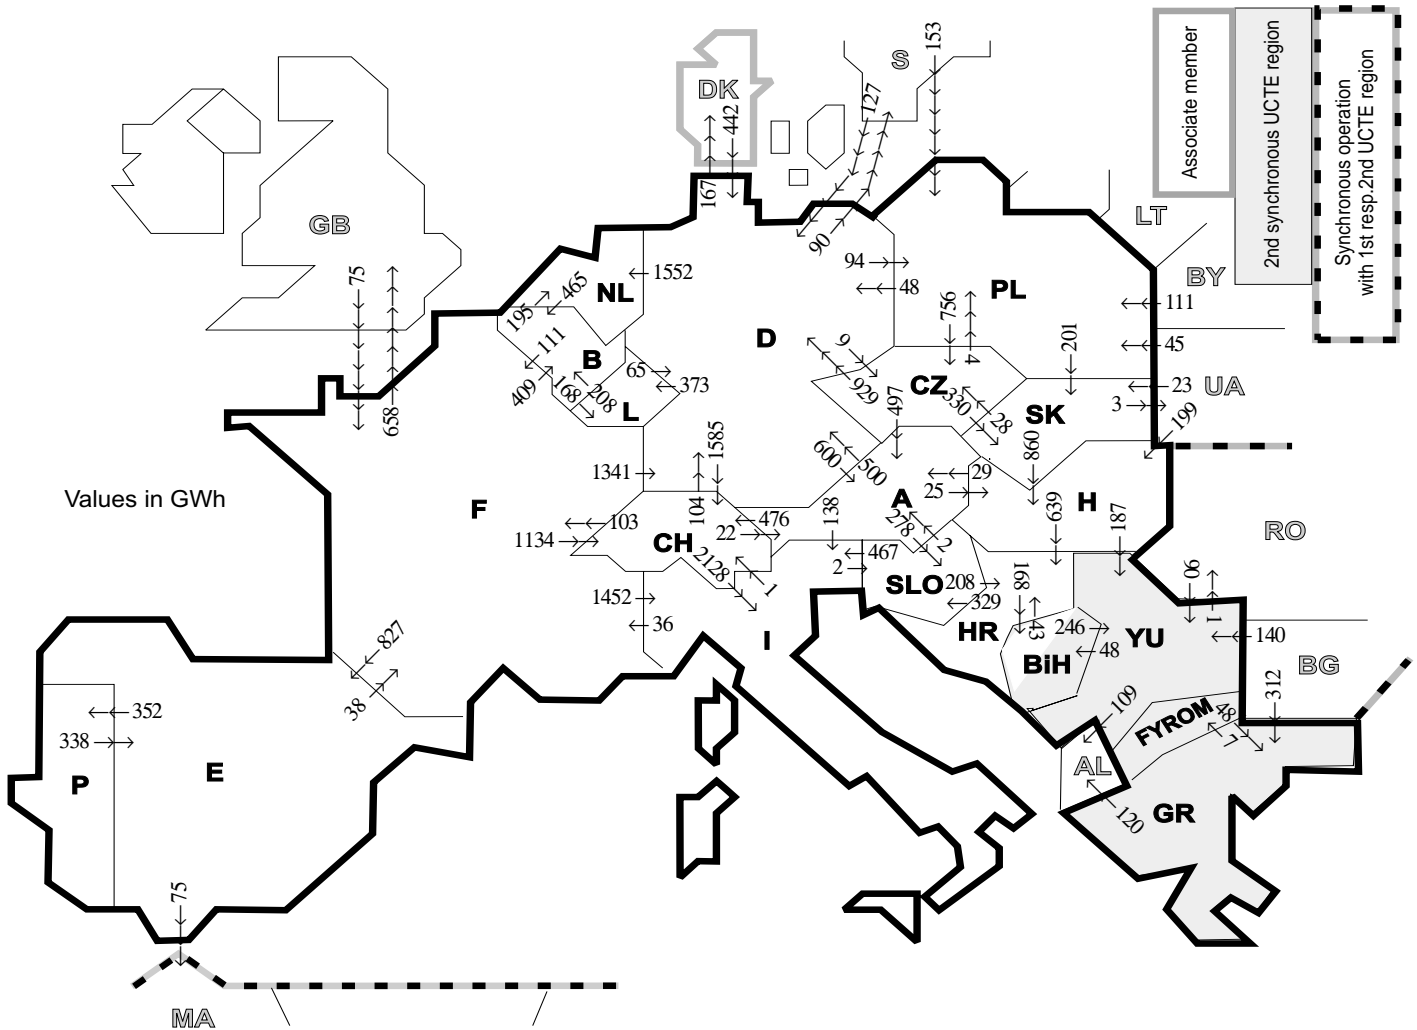 153
S
127
DK
442
167
90
Associate member
2nd synchronous UCTE region
Synchronous operation
with 1st resp.2nd UCTE region
LT
BY
GB
75
658
465
195
NL
1552
94
48
PL
111
45
23
3
UA
199
756
4
201
D
9
929
111
B
65
373
409
168
208
L
CZ
330
28
SK
497
860
Values in GWh
F
1341
104
1585
600
500
29
25
A
H
639
187
RO
103
1134
CH
476
22
138
278
2
467
2
2128
1
SLO
208
329
168
43
90
1
1452
36
I
HR
246
48
BiH
YU
140
BG
312
827
38
352
338
P
E
109
FYROM
48
7
AL
120
GR
75
MA